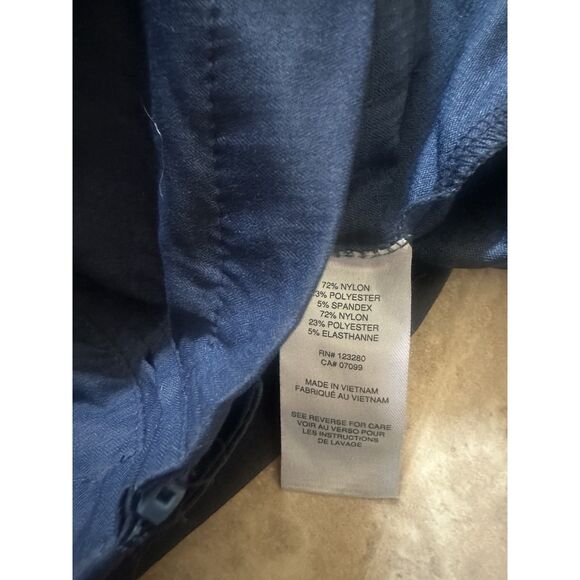 72% NYLON
3% POLYESTER
5% SPANDEX
72% NYLON
23% POLYESTER
5% ELASTHANNE
RN# 123280
CA# 07099
MADE IN VIETNAM
FABRIQUÉ AU VIETNAM
SEE REVERSE FOR CARE
VOIR AU VERSO POUR
LES INSTRUCTIONS
DE LAVAGE